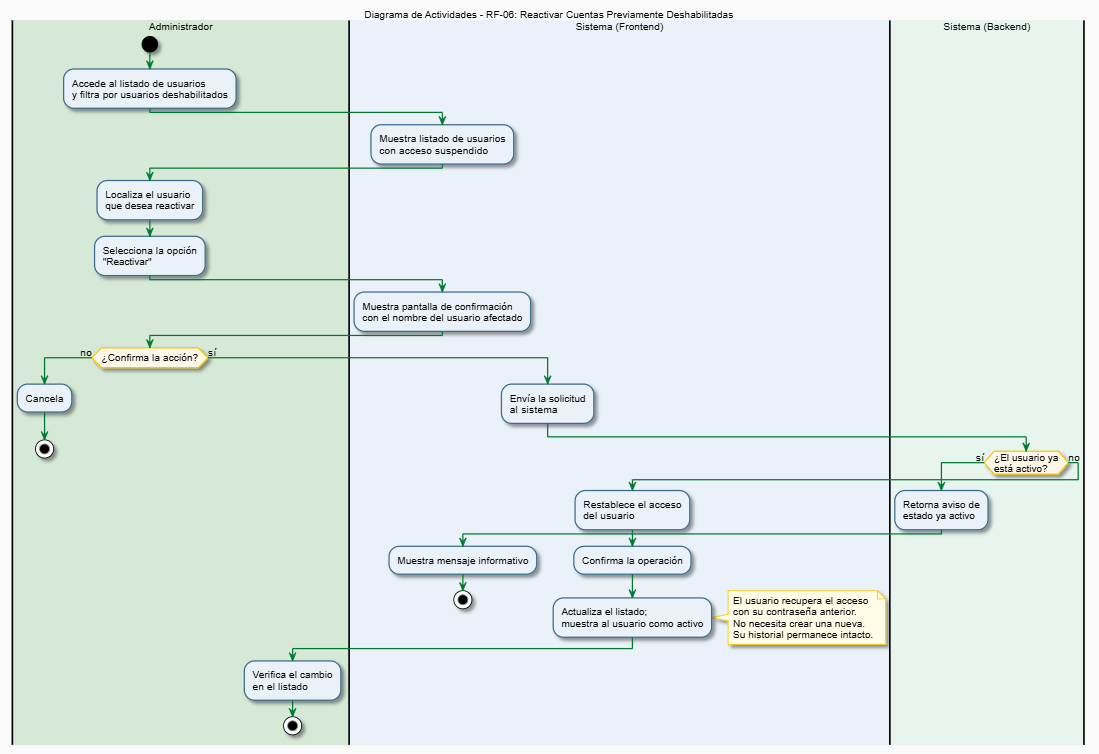 Diagrama de Actividades - RF-06: Reactivar Cuentas Previamente Deshabilitadas
Administrador
Sistema (Frontend)
Sistema (Backend)
Accede al listado de usuarios
y filtra por usuarios deshabilitados
Muestra listado de usuarios
con acceso suspendido
Localiza el usuario
que desea reactivar
Selecciona la opción
"Reactivar"
Muestra pantalla de confirmación
con el nombre del usuario afectado
no
¿Confirma la acción?
sí
Cancela
Envía la solicitud
al sistema
sí
¿El usuario ya
está activo?
no
Restablece el acceso
del usuario
Retorna aviso de
estado ya activo
Muestra mensaje informativo
Confirma la operación
Actualiza el listado;
muestra al usuario como activo
El usuario recupera el acceso
con su contraseña anterior.
No necesita crear una nueva.
Su historial permanece intacto.
Verifica el cambio
en el listado